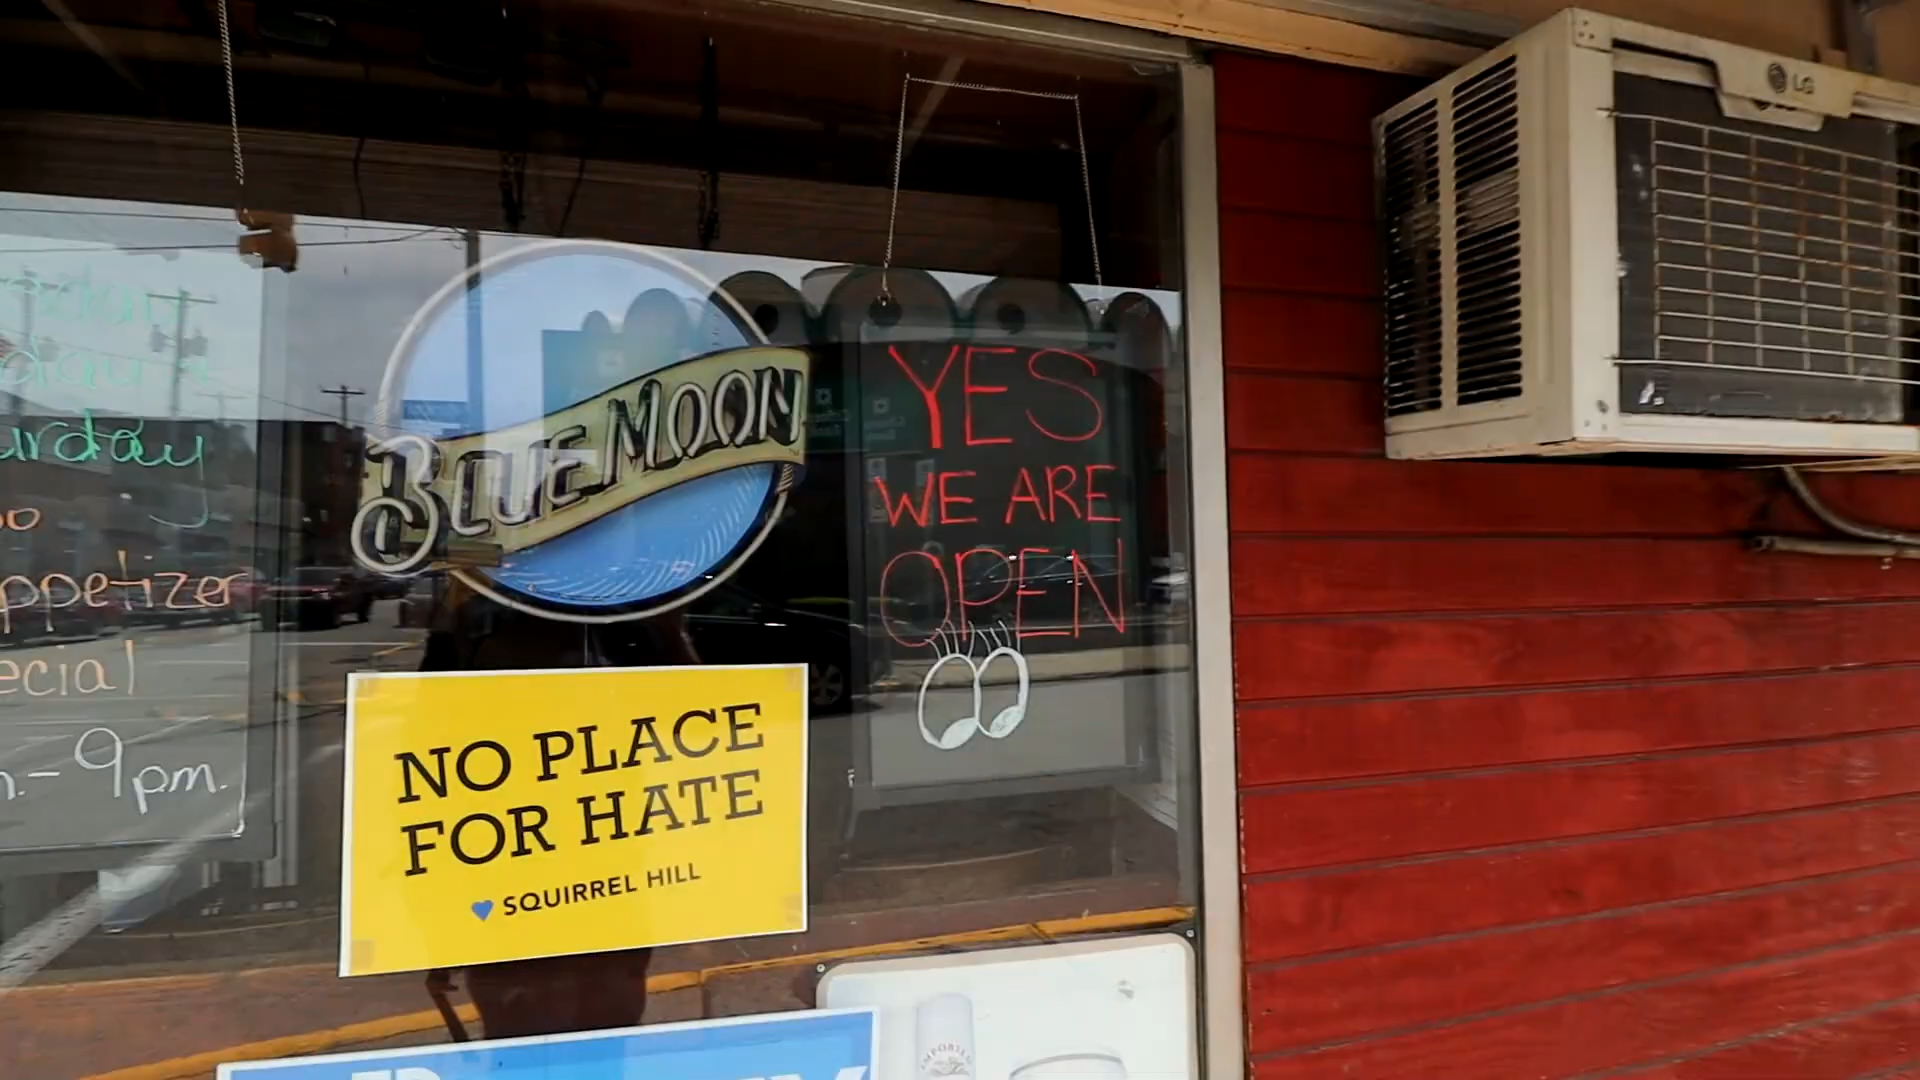 urday
ppetizer
ecial
- 9pm.
BLUE MOON
YES
WE ARE
OPEN
NO PLACE
FOR HATE
SQUIRREL HILL
LG